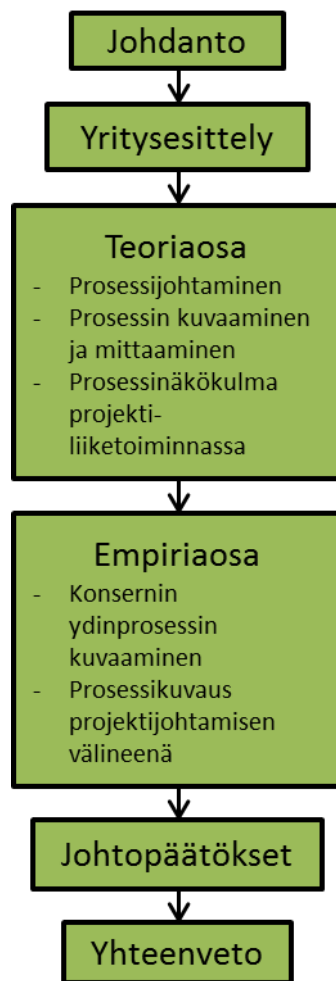 Johdanto
Yritysesittely
Teoriaosa
- Prosessijohtaminen
- Prosessin kuvaaminen
ja mittaaminen
- Prosessinäkökulma
projekti-
liiketoiminnassa
Empiriaosa
- Konsernin
ydinprosessin
kuvaaminen
- Prosessikuvaus
projektijohtamisen
välineenä
Johtopäätökset
Yhteenveto